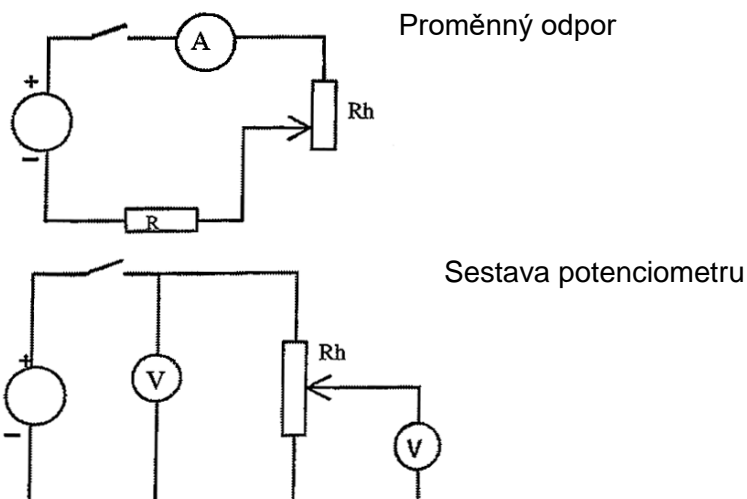 Proměnný odpor
A
+
Rh
−
R
Sestava potenciometru
+
V
Rh
−
V